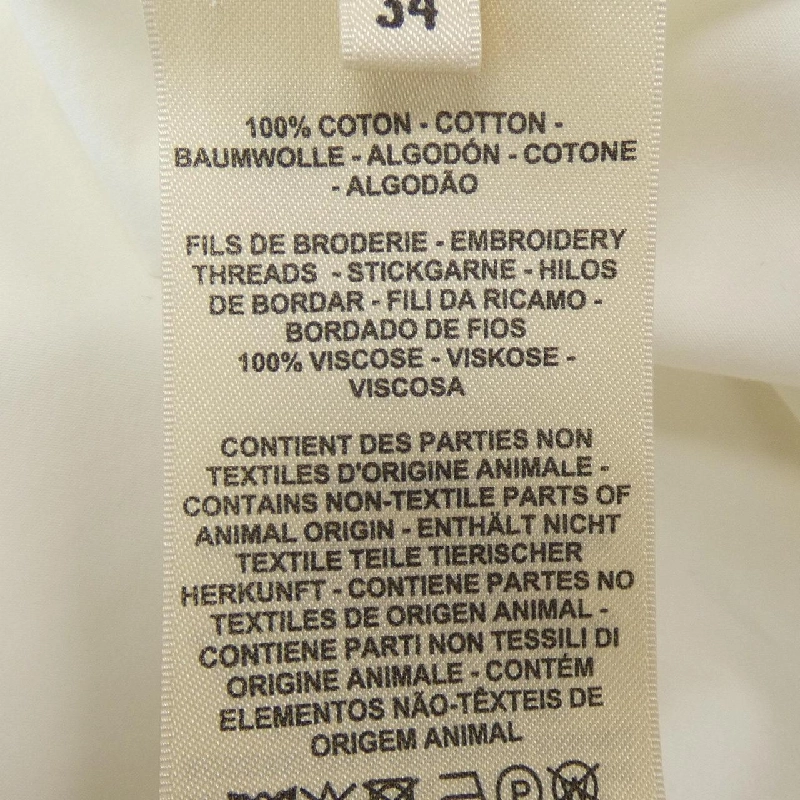 34
100% COTON - COTTON -
BAUMWOLLE - ALGODÓN - COTONE
- ALGODÃO
FILS DE BRODERIE - EMBROIDERY
THREADS - STICKGARNE - HILOS
DE BORDAR - FILI DA RICAMO -
BORDADO DE FIOS
100% VISCOSE - VISKOSE -
VISCOSA
CONTIENT DES PARTIES NON
TEXTILES D'ORIGINE ANIMALE -
CONTAINS NON-TEXTILE PARTS OF
ANIMAL ORIGIN - ENTHÄLT NICHT
TEXTILE TEILE TIERISCHER
HERKUNFT - CONTIENE PARTES NO
TEXTILES DE ORIGEN ANIMAL -
CONTIENE PARTI NON TESSILI DI
ORIGINE ANIMALE - CONTÉM
ELEMENTOS NÃO-TÊXTEIS DE
ORIGEM ANIMAL
P W